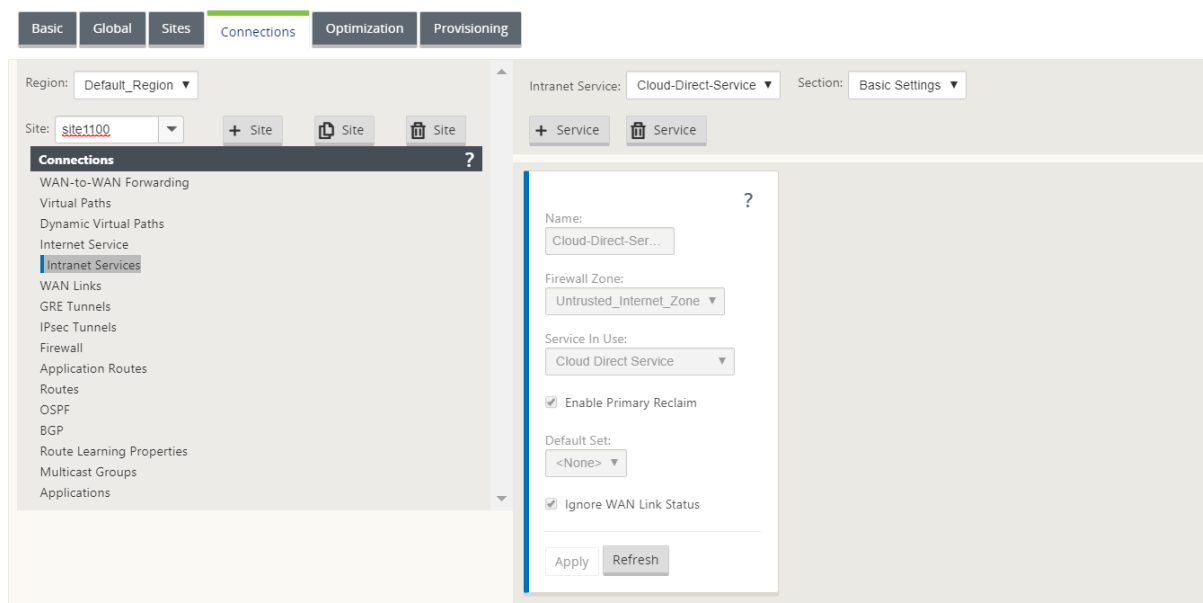 Basic Global Sites Connections Optimization Provisioning
Region: Default_Region
Site: site1100 + Site Site Site
Connections ?
WAN-to-WAN Forwarding
Virtual Paths
Dynamic Virtual Paths
Internet Service
Intranet Services
WAN Links
GRE Tunnels
IPsec Tunnels
Firewall
Application Routes
Routes
OSPF
BGP
Route Learning Properties
Multicast Groups
Applications
Intranet Service: Cloud-Direct-Service Section: Basic Settings
+ Service Service
?
Name:
Cloud-Direct-Ser...
Firewall Zone:
Untrusted_Internet_Zone
Service In Use:
Cloud Direct Service
Enable Primary Reclaim
Default Set:
<None>
Ignore WAN Link Status
Apply Refresh